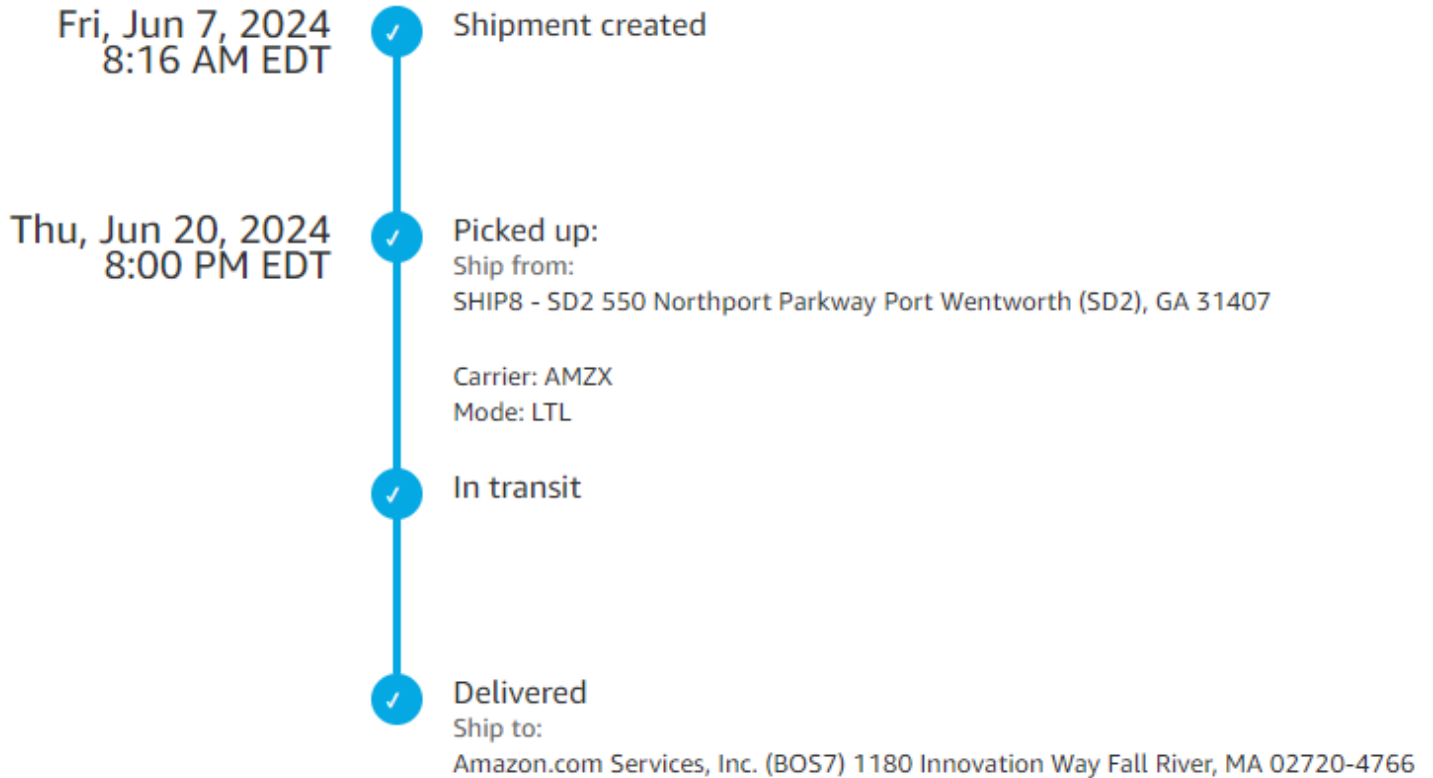 Fri, Jun 7, 2024
8:16 AM EDT
Shipment created
Thu, Jun 20, 2024
8:00 PM EDT
Picked up:
Ship from:
SHIP8 - SD2 550 Northport Parkway Port Wentworth (SD2), GA 31407
Carrier: AMZX
Mode: LTL
In transit
Delivered
Ship to:
Amazon.com Services, Inc. (BOS7) 1180 Innovation Way Fall River, MA 02720-4766